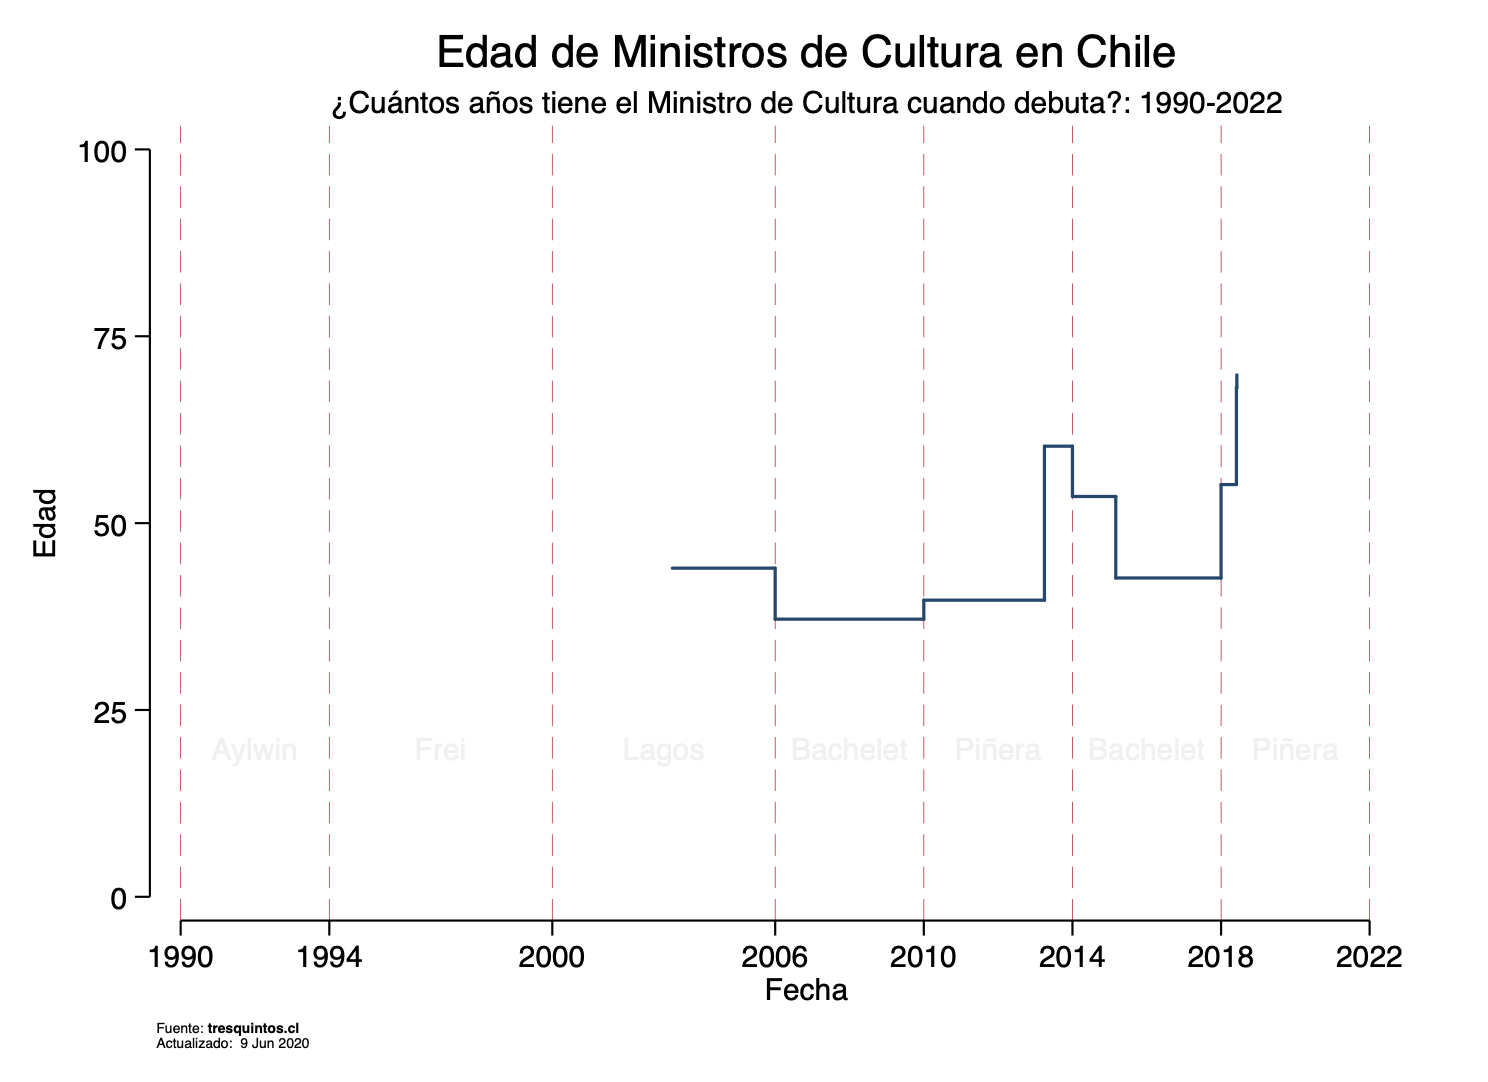 Edad de Ministros de Cultura en Chile
¿Cuántos años tiene el Ministro de Cultura cuando debuta?: 1990-2022
100
75
50
25
0
Edad
Aylwin Frei Lagos Bachelet Piñera Bachelet Piñera
1990 1994 2000 2006 2010 2014 2018 2022
Fecha
Fuente: tresquintos.cl
Actualizado:  9 Jun 2020